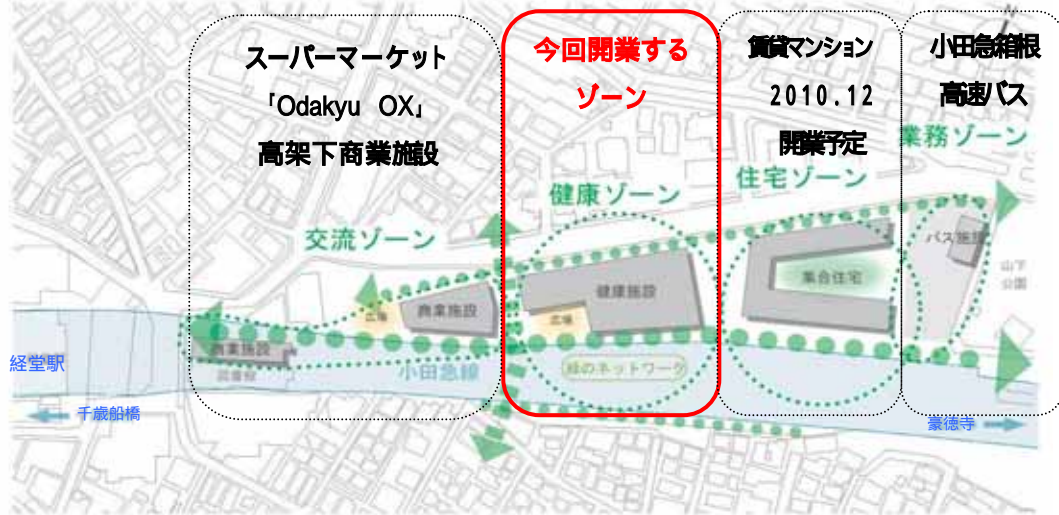 スーパーマーケット
「Odakyu OX」
高架下商業施設
今回開業する
ゾーン
賃貸マンション
2010.12
開業予定
小田急箱根
高速バス
交流ゾーン
健康ゾーン
住宅ゾーン
業務ゾーン
広場
商業施設
健康施設
広場
集合住宅
バス施設
山下
公園
商業施設
小田急線
緑のネットワーク
経堂駅
千歳船橋
豪徳寺
N